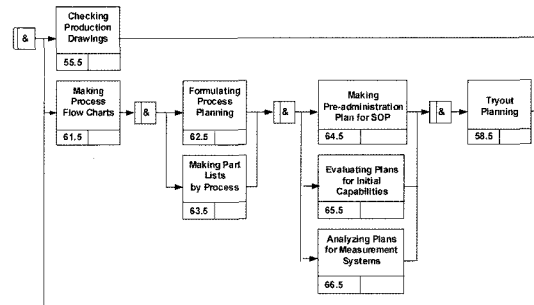 Checking
Production
Drawings
&
55.5
Making
Process
Flow Charts
&
61.5
Formulating
Process
Planning
62.5
Making Part
Lists
by Process
63.5
&
Making
Pre-administration
Plan for SOP
64.5
Evaluating Plans
for Initial
Capabilities
65.5
Analyzing Plans
for Measurement
Systems
66.5
&
Tryout
Planning
58.5